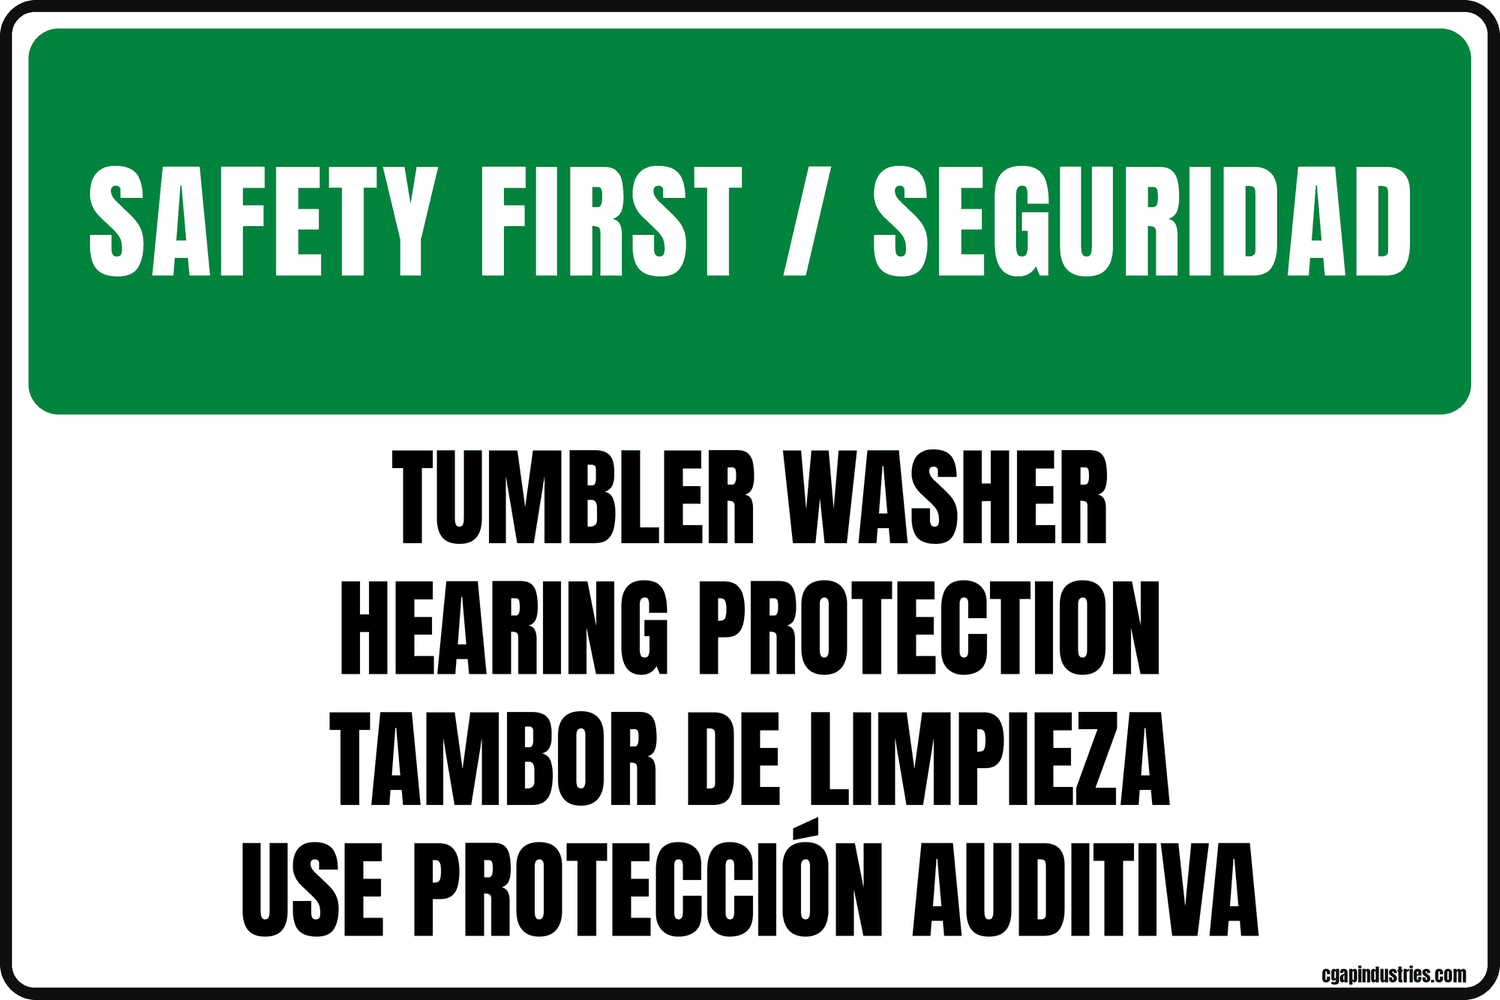 SAFETY FIRST / SEGURIDAD
TUMBLER WASHER
HEARING PROTECTION
TAMBOR DE LIMPIEZA
USE PROTECCIÓN AUDITIVA
cgapindustries.com